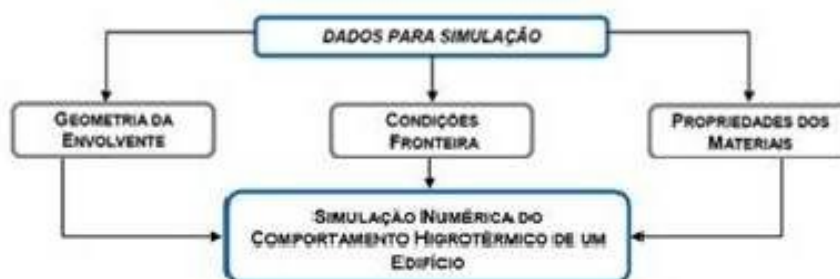 DADOS PARA SIMULAÇÃO
GEOMETRIA DA
ENVOLVENTE
CONDIÇÕES
FRONTEIRA
PROPRIEDADES DOS
MATERIAIS
SIMULAÇÃO NUMÉRICA DO
COMPORTAMENTO HIGROTÉRMICO DE UM
EDIFÍCIO